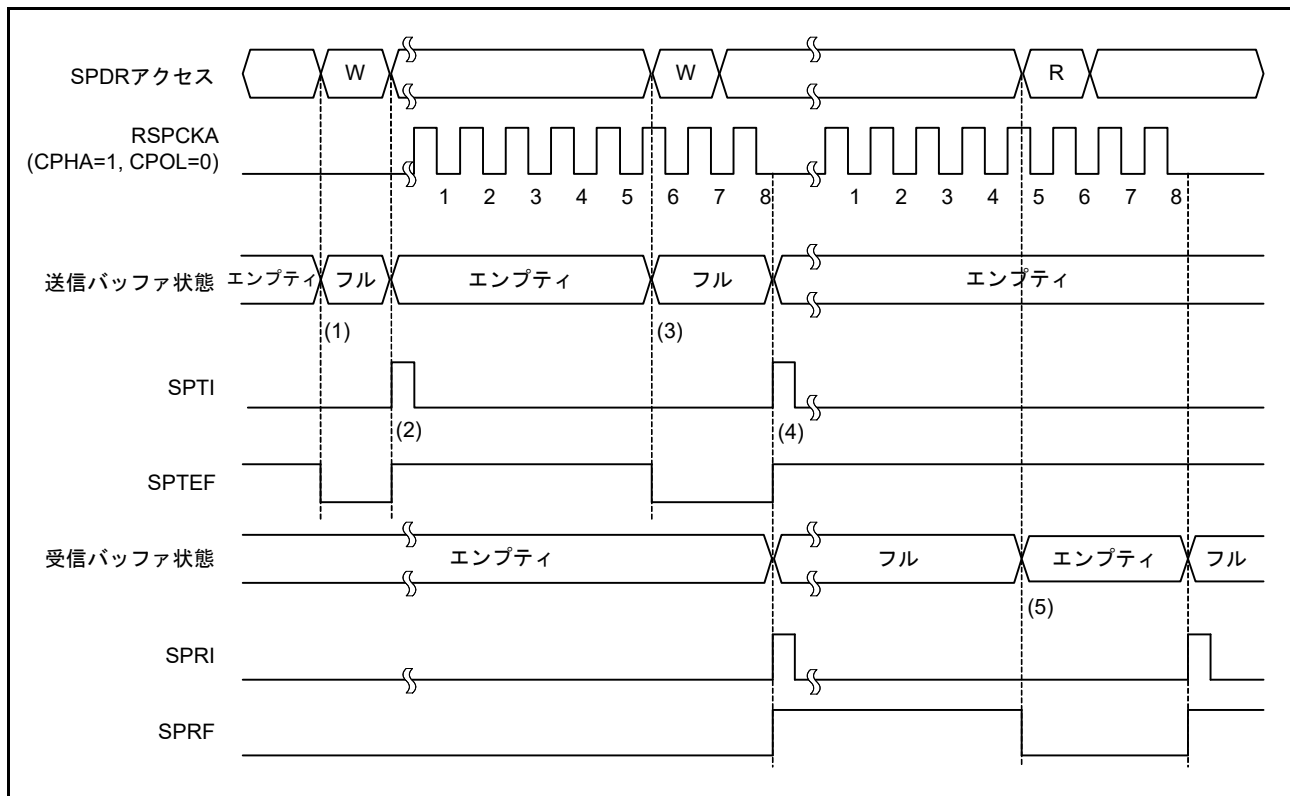 SPDRアクセス
W
W
R
RSPCKA
(CPHA=1, CPOL=0)
1 2 3 4 5 6 7 8 1 2 3 4 5 6 7 8
送信バッファ状態
エンプティ
フル
エンプティ
フル
エンプティ
(1)
(3)
SPTI
(2)
(4)
SPTEF
受信バッファ状態
エンプティ
フル
エンプティ
フル
(5)
SPRI
SPRF